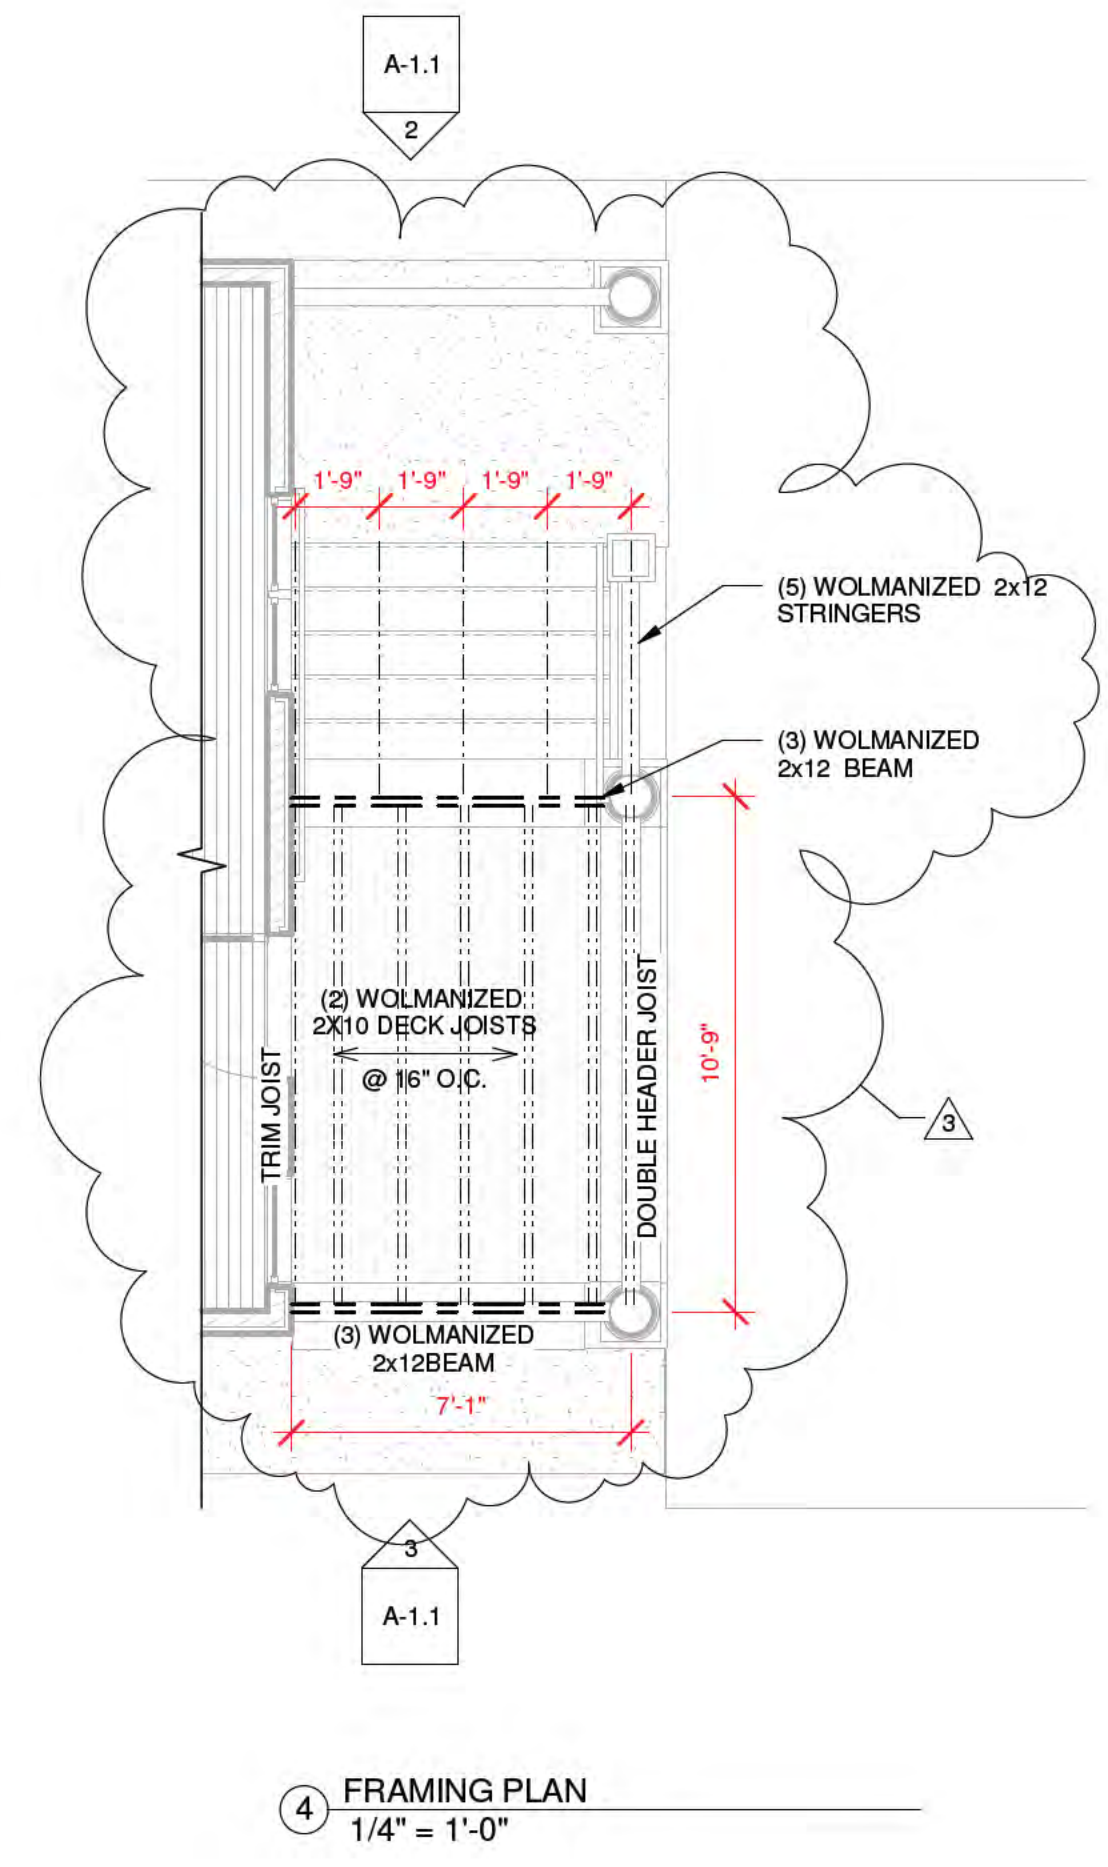 A-1.1
2
1'-9" 1'-9" 1'-9" 1'-9"
(5) WOLMANIZED 2x12
STRINGERS
(3) WOLMANIZED
2x12 BEAM
(2) WOLMANIZED
2X10 DECK JOISTS
@ 16" O.C.
TRIM JOIST
DOUBLE HEADER JOIST
10'-9"
3
(3) WOLMANIZED
2x12BEAM
7'-1"
3
A-1.1
4
FRAMING PLAN
1/4" = 1'-0"